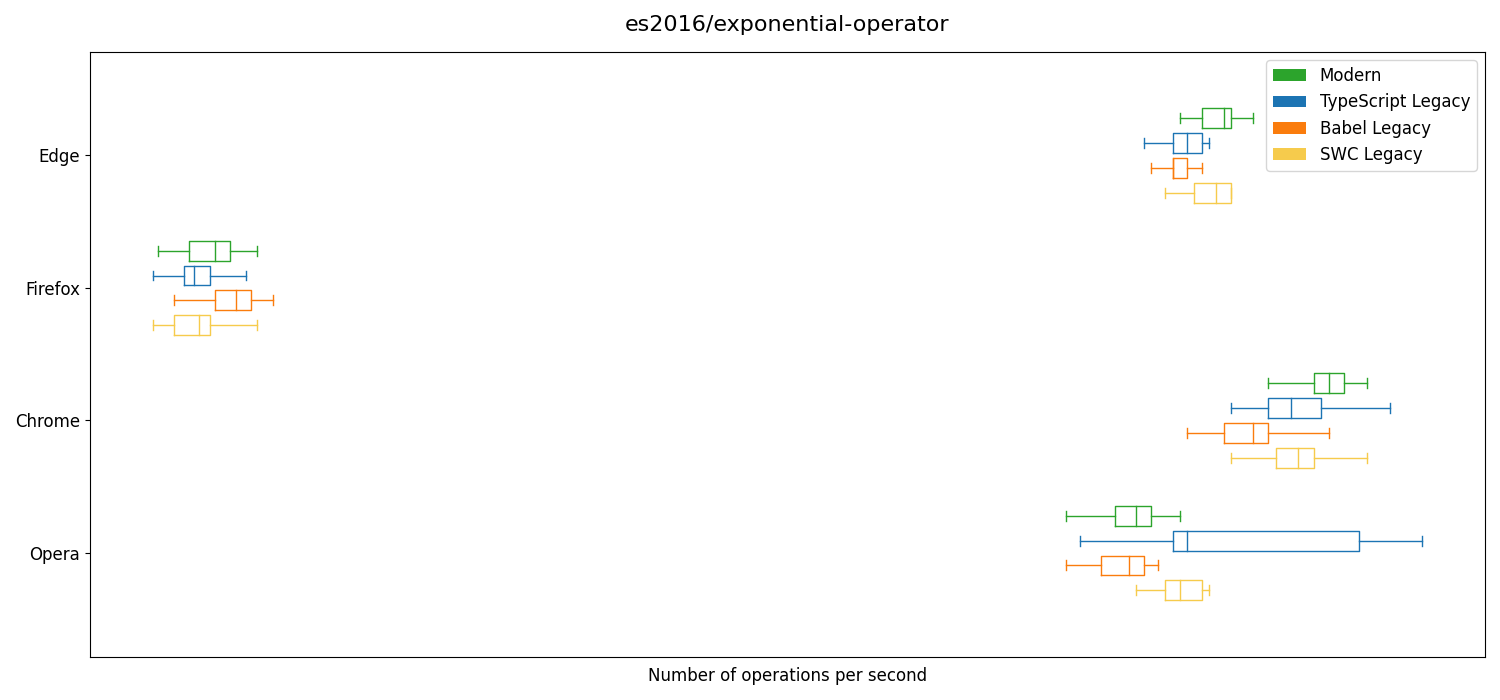 es2016/exponential-operator
Modern
TypeScript Legacy
Babel Legacy
SWC Legacy
Edge
Firefox
Chrome
Opera
Number of operations per second